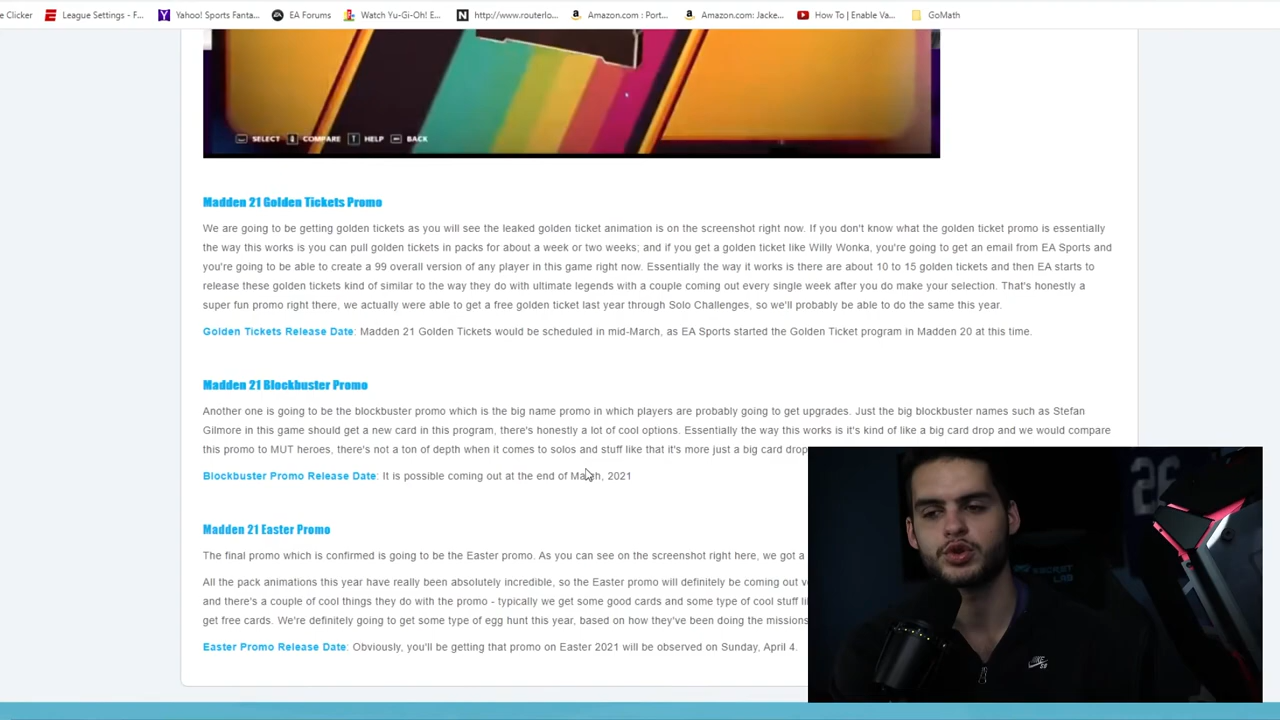 e Clicker League Settings - F... Yahoo! Sports Fanta... EA Forums Watch Yu-Gi-Oh! E... http://www.routerlo... Amazon.com : Port... Amazon.com: Jacke... How To | Enable Va... GoMath
SELECT COMPARE HELP BACK
Madden 21 Golden Tickets Promo
We are going to be getting golden tickets as you will see the leaked golden ticket animation is on the screenshot right now. If you don't know what the golden ticket promo is essentially
the way this works is you can pull golden tickets in packs for about a week or two weeks; and if you get a golden ticket like Willy Wonka, you're going to get an email from EA Sports and
you're going to be able to create a 99 overall version of any player in this game right now. Essentially the way it works is there are about 10 to 15 golden tickets and then EA starts to
release these golden tickets kind of similar to the way they do with ultimate legends with a couple coming out every single week after you do make your selection. That's honestly a
super fun promo right there, we actually were able to get a free golden ticket last year through Solo Challenges, so we'll probably be able to do the same this year.
Golden Tickets Release Date: Madden 21 Golden Tickets would be scheduled in mid-March, as EA Sports started the Golden Ticket program in Madden 20 at this time.
Madden 21 Blockbuster Promo
Another one is going to be the blockbuster promo which is the big name promo in which players are probably going to get upgrades. Just the big blockbuster names such as Stefan
Gilmore in this game should get a new card in this program, there's honestly a lot of cool options. Essentially the way this works is it's kind of like a big card drop and we would compare
this promo to MUT heroes, there's not a ton of depth when it comes to solos and stuff like that it's more just a big card drop
Blockbuster Promo Release Date: It is possible coming out at the end of March, 2021
Madden 21 Easter Promo
The final promo which is confirmed is going to be the Easter promo. As you can see on the screenshot right here, we got a
All the pack animations this year have really been absolutely incredible, so the Easter promo will definitely be coming out
and there's a couple of cool things they do with the promo - typically we get some good cards and some type of cool stuff
get free cards. We're definitely going to get some type of egg hunt this year, based on how they've been doing the missions
Easter Promo Release Date: Obviously, you'll be getting that promo on Easter 2021 will be observed on Sunday, April 4.